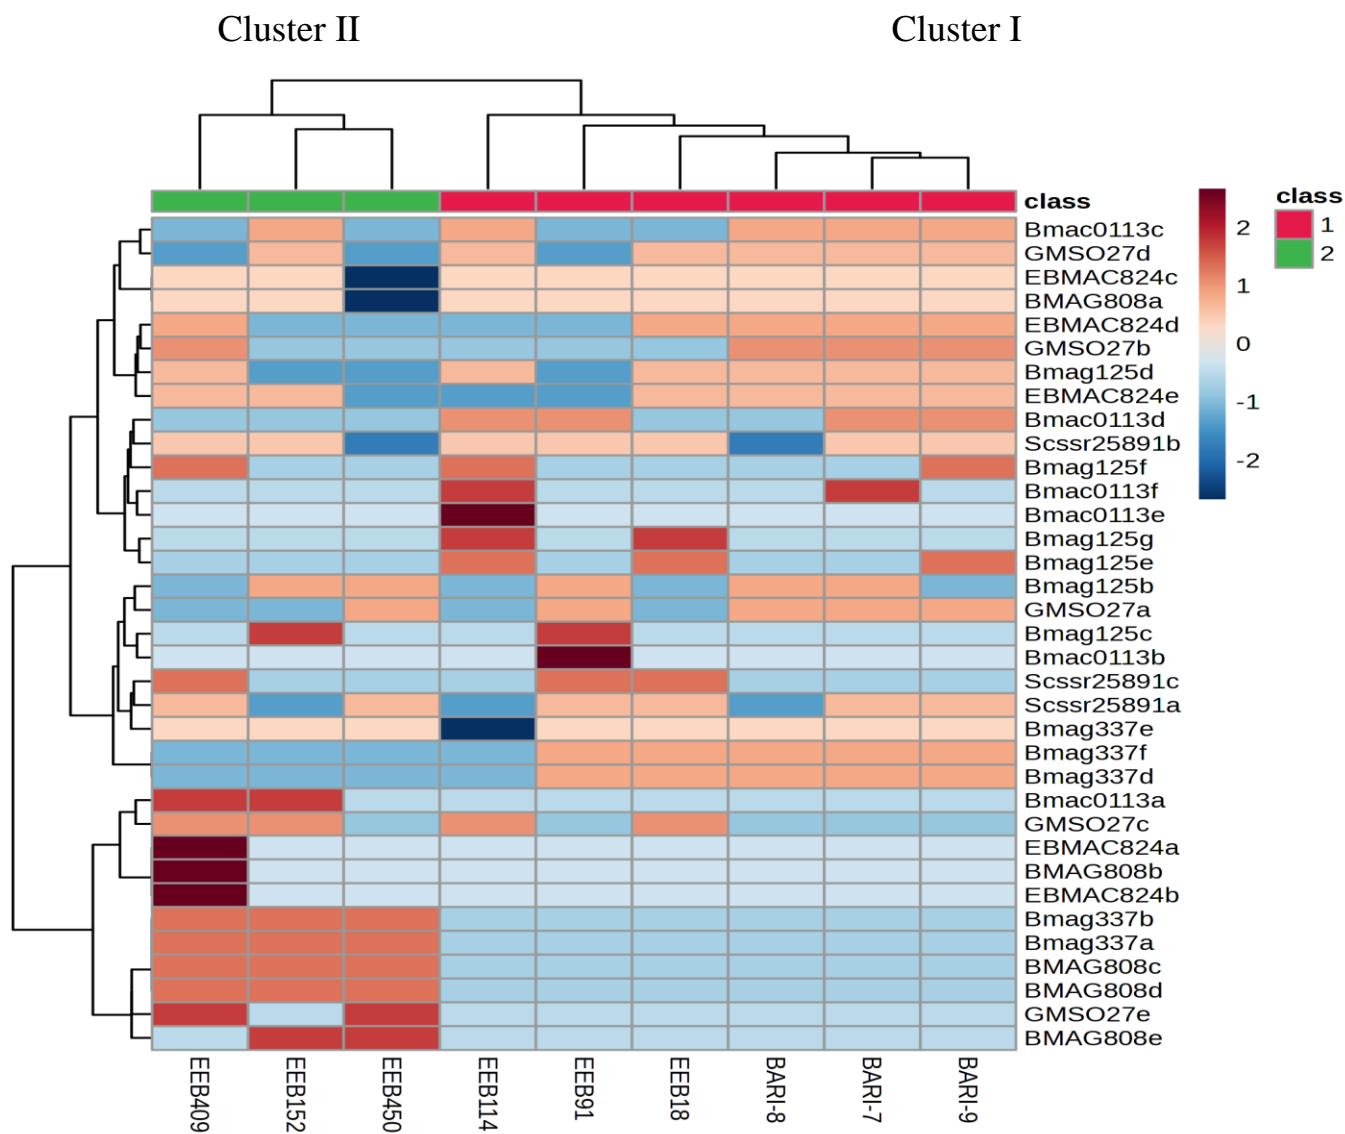 Cluster II Cluster I
class
Bmac0113c
GMSO27d
EBMAC824c
BMAG808a
EBMAC824d
GMSO27b
Bmag125d
EBMAC824e
Bmac0113d
Scssr25891b
Bmag125f
Bmac0113f
Bmac0113e
Bmag125g
Bmag125e
Bmag125b
GMSO27a
Bmag125c
Bmac0113b
Scssr25891c
Scssr25891a
Bmag337e
Bmag337f
Bmag337d
Bmac0113a
GMSO27c
EBMAC824a
BMAG808b
EBMAC824b
Bmag337b
Bmag337a
BMAG808c
BMAG808d
GMSO27e
BMAG808e
2
1
0
-1
-2
class
1
2
EEB409
EEB152
EEB450
EEB114
EEB91
EEB18
BARI-8
BARI-7
BARI-9